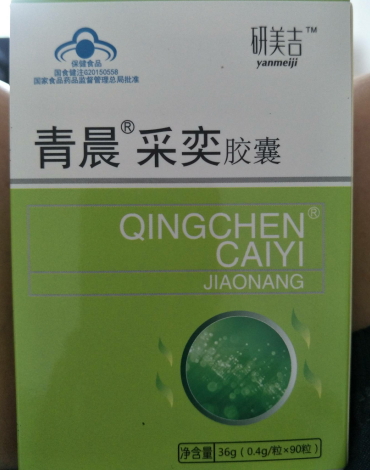 保健食品
国食健注G20150558
国家食品药品监督管理总局批准
研美吉™
yanmeiji
青晨®采奕胶囊
QINGCHEN®
CAIYI
JIAONANG
净含量 36g（0.4g/粒×90粒）